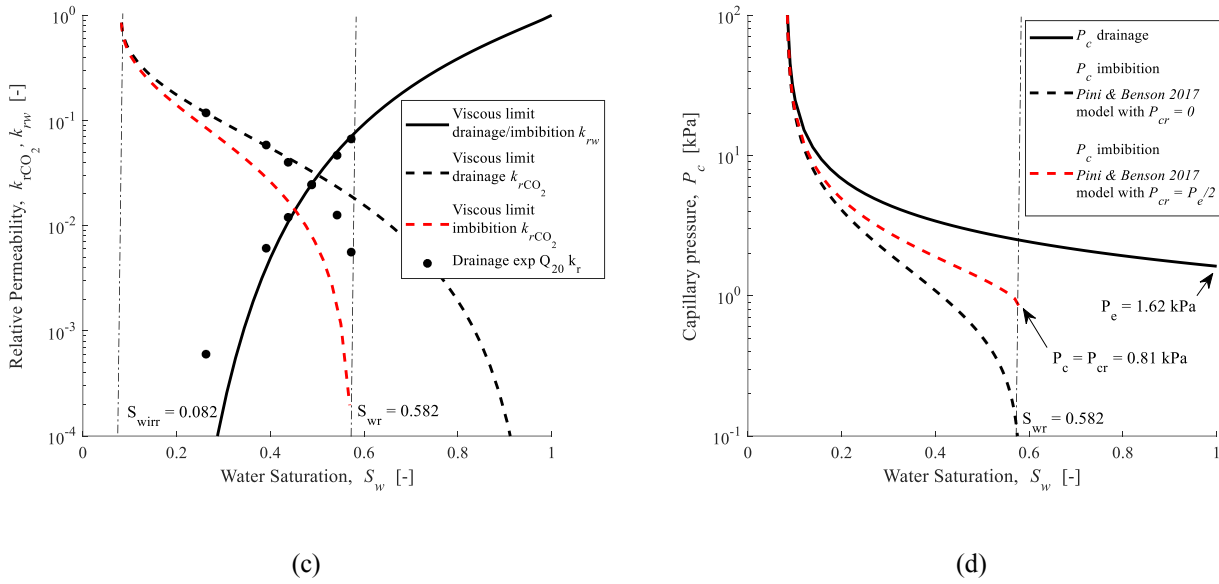 10^0
10^-1
10^-2
10^-3
10^-4
Relative Permeability, k_rCO_2, k_rw [-]
0
0.2
0.4
0.6
0.8
1
Water Saturation, S_w [-]
Viscous limit
drainage/imbibition k_rw
Viscous limit
drainage k_rCO_2
Viscous limit
imbibition k_rCO_2
Drainage exp Q_20 k_r
S_wirr = 0.082
S_wr = 0.582
(c)
10^2
10^1
10^0
10^-1
Capillary pressure, P_c [kPa]
0
0.2
0.4
0.6
0.8
1
Water Saturation, S_w [-]
P_c drainage
P_c imbibition
Pini & Benson 2017
model with P_cr = 0
P_c imbibition
Pini & Benson 2017
model with P_cr = P_e/2
P_e = 1.62 kPa
P_c = P_cr = 0.81 kPa
S_wr = 0.582
(d)